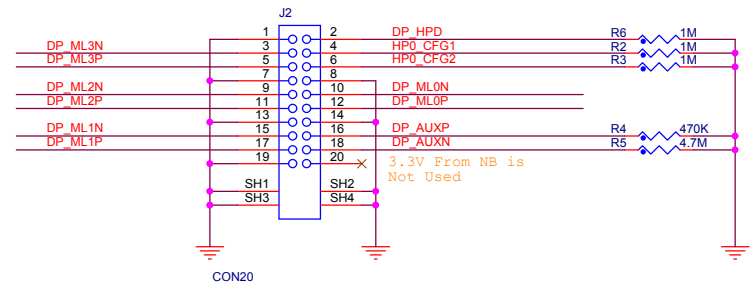 J2
1 2 DP_HPD R6 1M
DP_ML3N 3 4 HP0_CFG1 R2 1M
DP_ML3P 5 6 HP0_CFG2 R3 1M
7 8
DP_ML2N 9 10 DP_ML0N
DP_ML2P 11 12 DP_ML0P
13 14
DP_ML1N 15 16 DP_AUXP R4 470K
DP_ML1P 17 18 DP_AUXN R5 4.7M
19 20 3.3V From NB is
Not Used
SH1 SH2
SH3 SH4
CON20